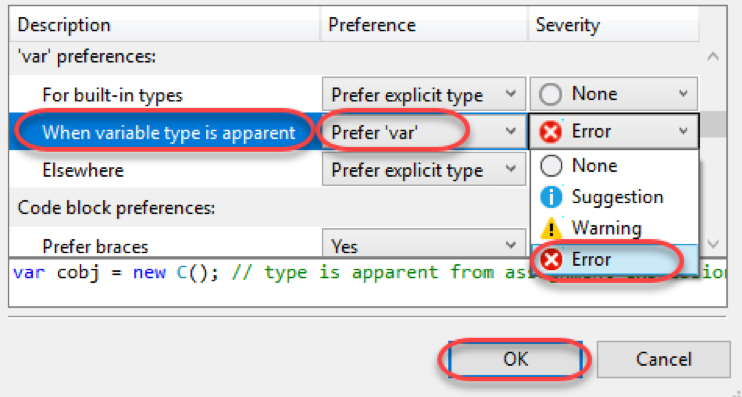 Description Preference Severity
'var' preferences:
For built-in types Prefer explicit type None
When variable type is apparent Prefer 'var' Error
Elsewhere Prefer explicit type None
Suggestion
Code block preferences:
Warning
Prefer braces Yes Error
var cobj = new C(); // type is apparent from
OK Cancel